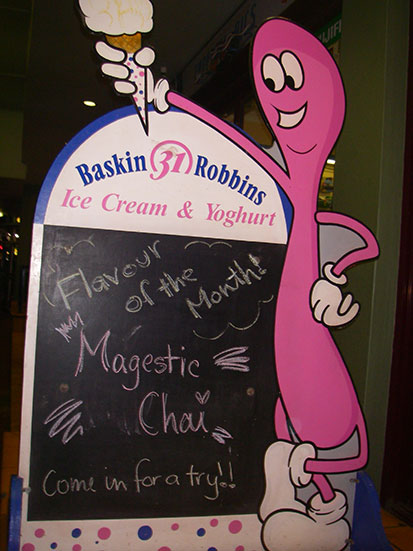 Baskin 31 Robbins
Ice Cream & Yoghurt
Flavour
of the
Month!
Magestic
Chai
Come in for a try!!